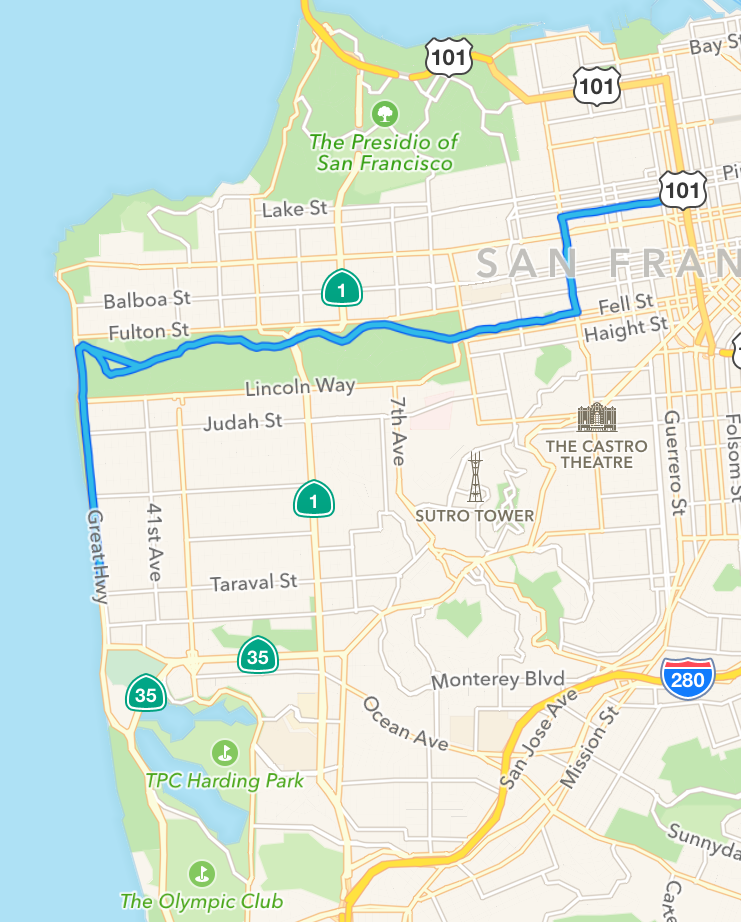 101
Bay St
101
The Presidio of
San Francisco
Pi
101
Lake St
SAN FRAN
1
Balboa St
Fell St
Fulton St
Haight St
Lincoln Way
7th Ave
Judah St
Guerrero St
Folsom St
THE CASTRO
THEATRE
1
SUTRO TOWER
Great Hwy
41st Ave
Taraval St
35
35
Monterey Blvd
280
San Jose Ave
Mission St
Ocean Ave
TPC Harding Park
Sunnyda
The Olympic Club
Carte